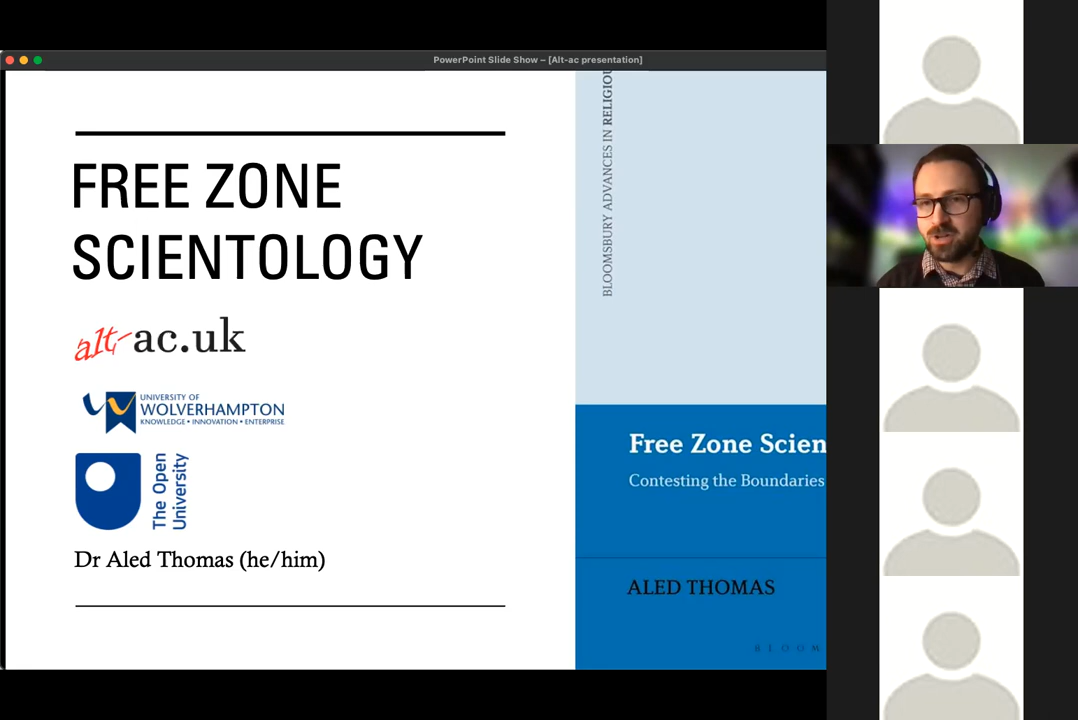 PowerPoint Slide Show – [Alt-ac presentation]
FREE ZONE
SCIENTOLOGY
alt-ac.uk
UNIVERSITY OF
WOLVERHAMPTON
KNOWLEDGE • INNOVATION • ENTERPRISE
The Open
University
Dr Aled Thomas (he/him)
BLOOMSBURY ADVANCES IN RELIGIOU
Free Zone Scien
Contesting the Boundaries
ALED THOMAS
BLOOM